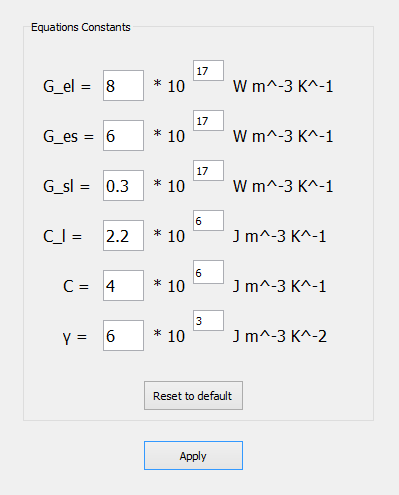 Equations Constants
G_el = 8 * 10 17 W m^-3 K^-1
G_es = 6 * 10 17 W m^-3 K^-1
G_sl = 0.3 * 10 17 W m^-3 K^-1
C_l = 2.2 * 10 6 J m^-3 K^-1
C = 4 * 10 6 J m^-3 K^-1
γ = 6 * 10 3 J m^-3 K^-2
Reset to default
Apply